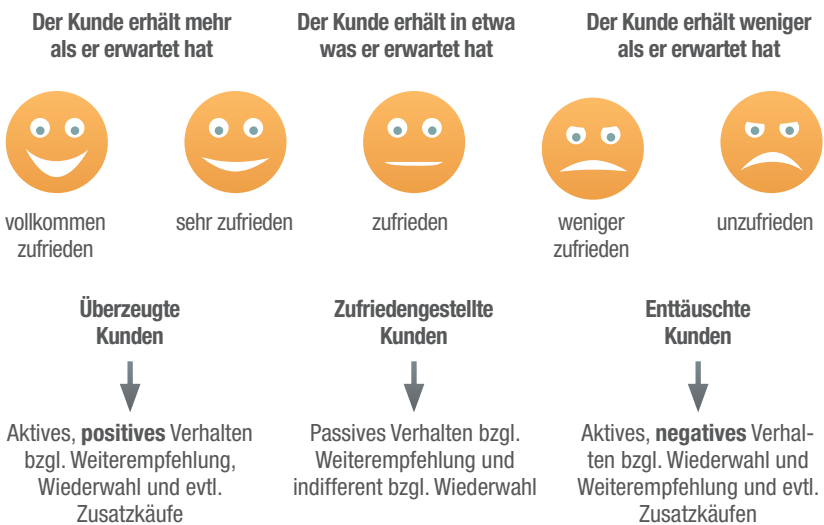 Der Kunde erhält mehr
als er erwartet hat
Der Kunde erhält in etwa
was er erwartet hat
Der Kunde erhält weniger
als er erwartet hat
vollkommen
zufrieden
sehr zufrieden
zufrieden
weniger
zufrieden
unzufrieden
Überzeugte
Kunden
Zufriedengestellte
Kunden
Enttäuschte
Kunden
Aktives, positives Verhalten
bzgl. Weiterempfehlung,
Wiederwahl und evtl.
Zusatzkäufe
Passives Verhalten bzgl.
Weiterempfehlung und
indifferent bzgl. Wiederwahl
Aktives, negatives Verhal-
ten bzgl. Wiederwahl und
Weiterempfehlung und evtl.
Zusatzkäufen